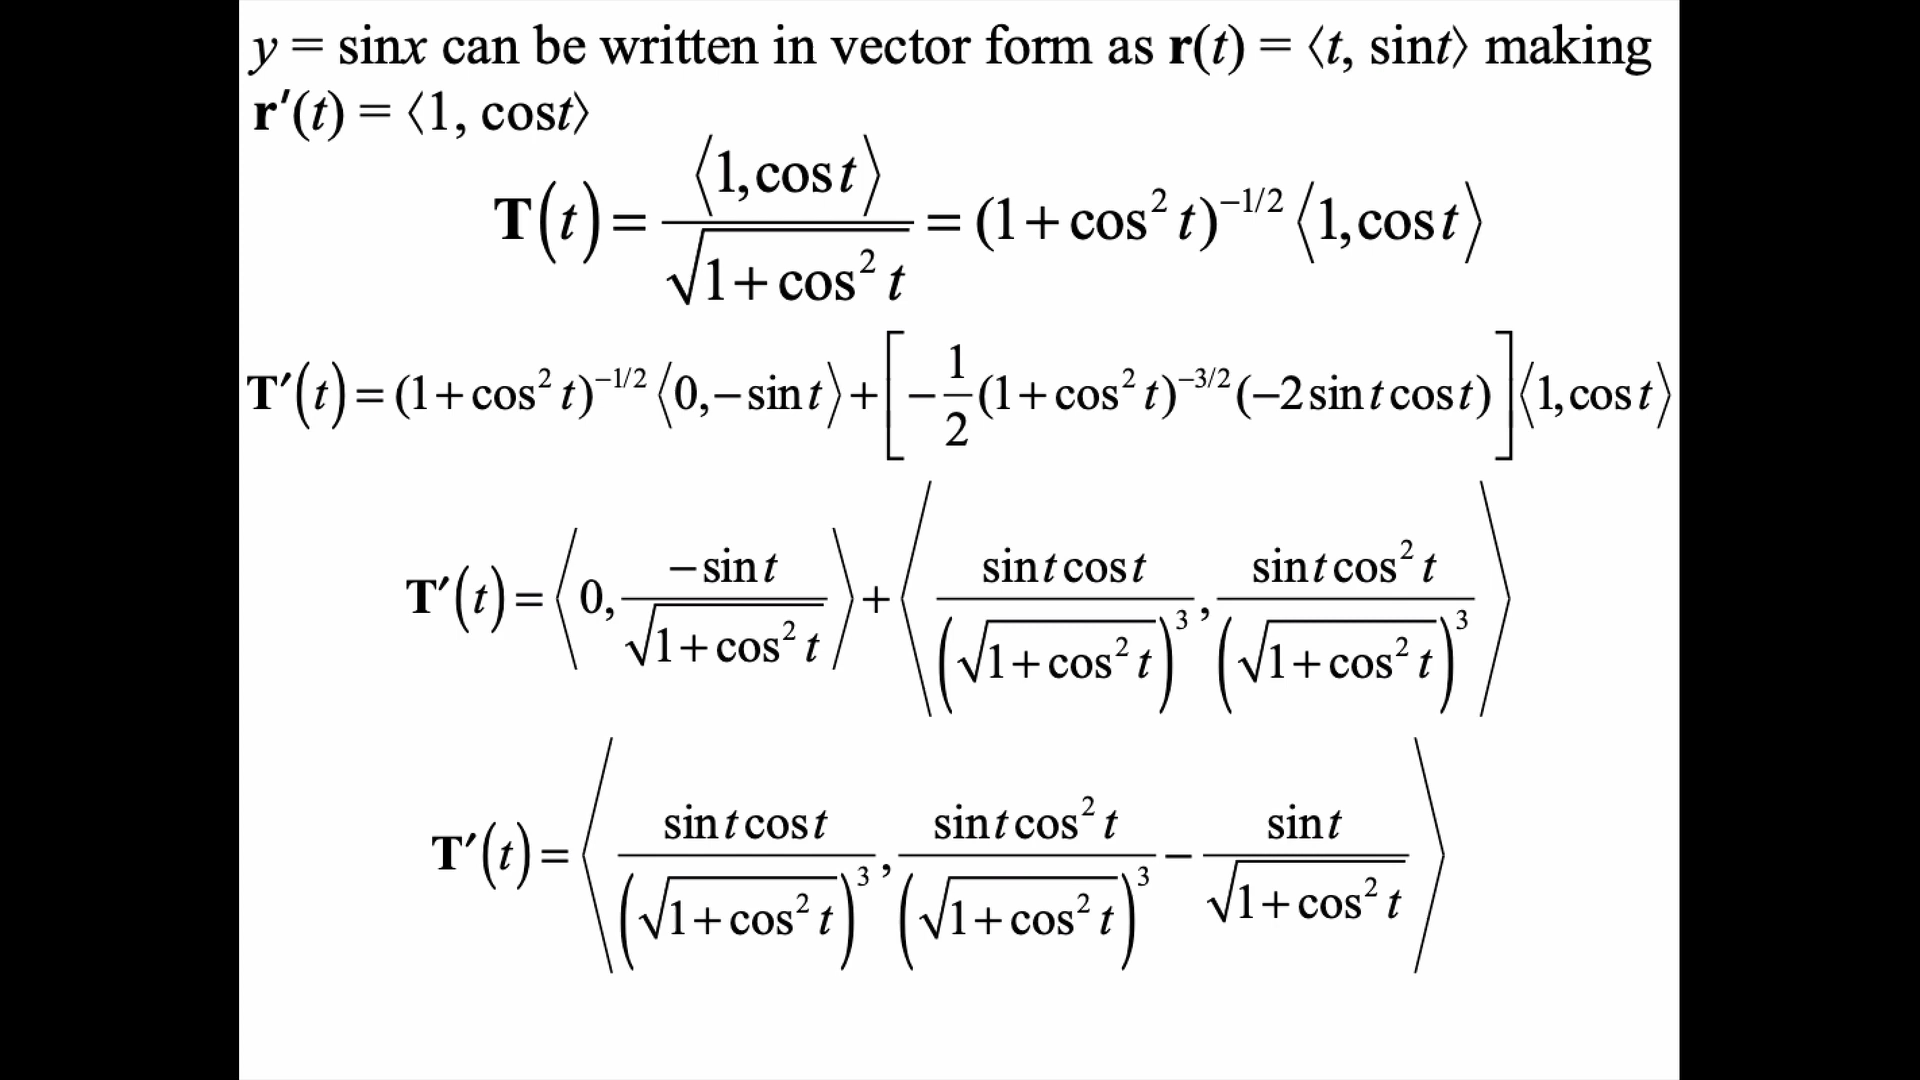 y = sinx can be written in vector form as r(t) = ⟨t, sint⟩ making
r′(t) = ⟨1, cost⟩
T(t) = ⟨1, cos t⟩ / √(1 + cos² t) = (1 + cos² t)^(−1/2) ⟨1, cos t⟩
T′(t) = (1 + cos² t)^(−1/2) ⟨0, − sin t⟩ + [−1/2 (1 + cos² t)^(−3/2) (−2 sin t cos t)] ⟨1, cos t⟩
T′(t) = ⟨0, − sin t / √(1 + cos² t)⟩ + ⟨sin t cos t / (√(1 + cos² t))³, sin t cos² t / (√(1 + cos² t))³⟩
T′(t) = ⟨sin t cos t / (√(1 + cos² t))³, sin t cos² t / (√(1 + cos² t))³ − sin t / √(1 + cos² t)⟩